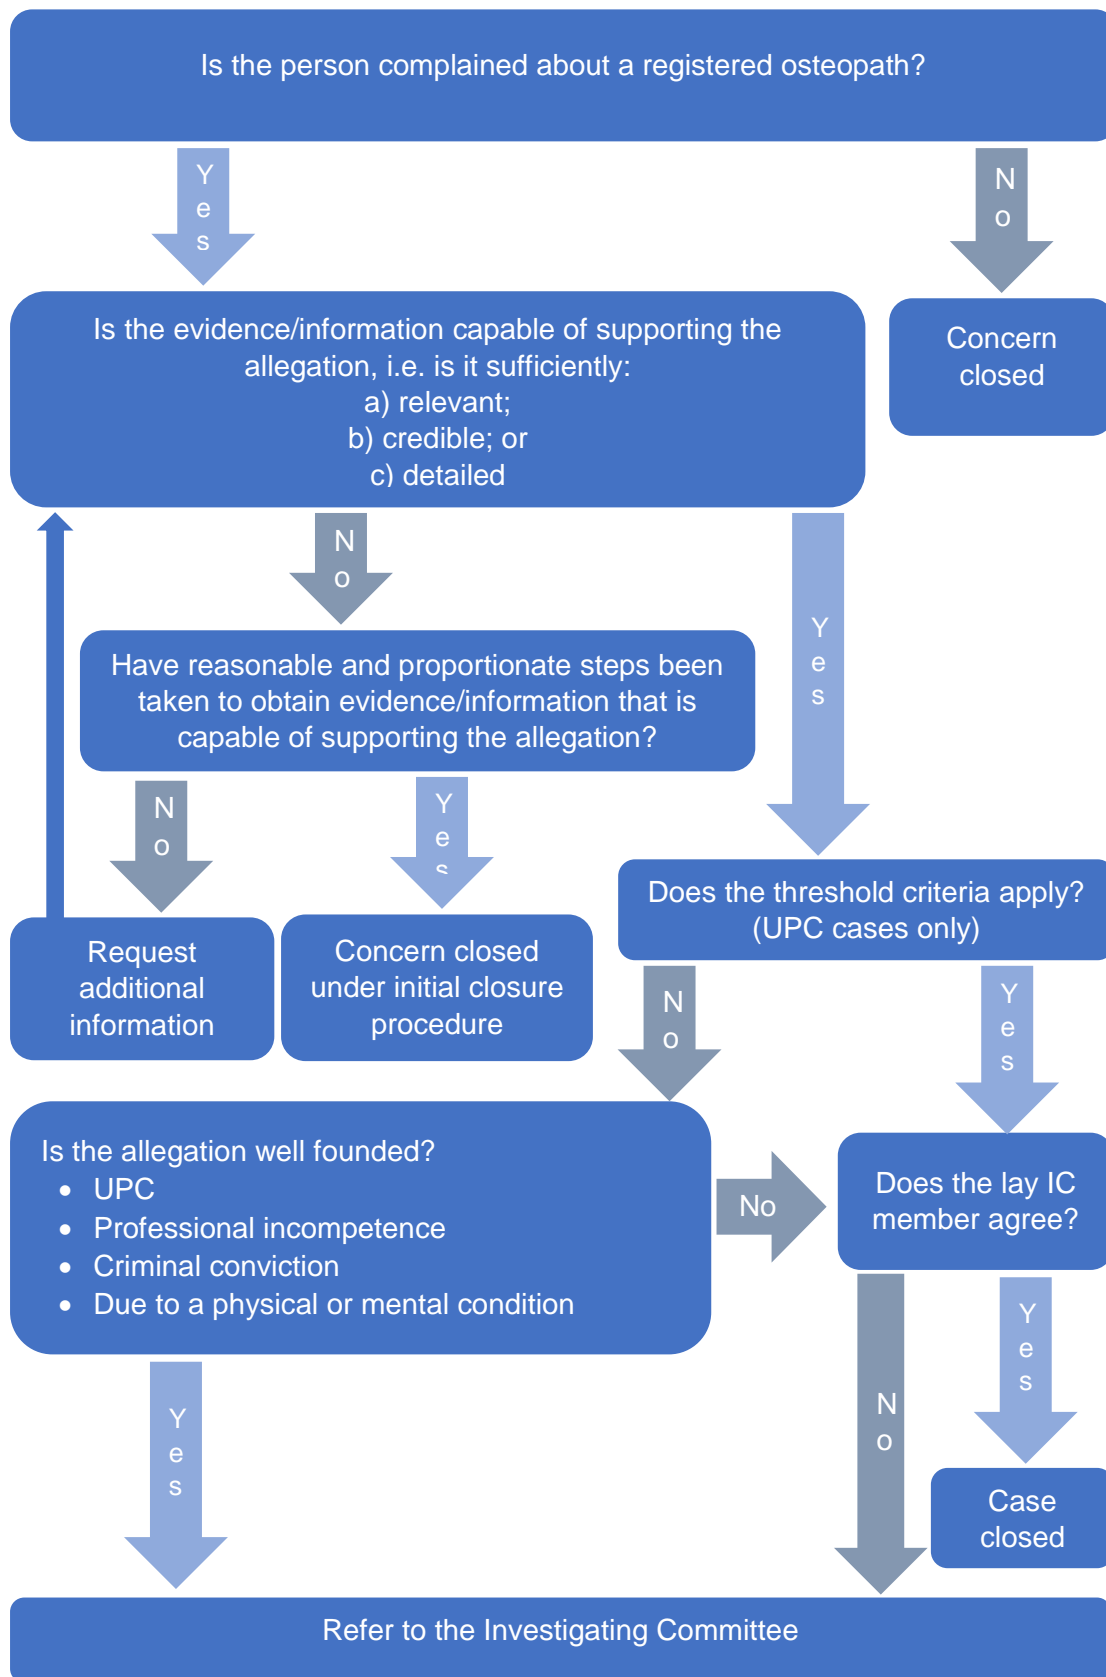 Is the person complained about a registered osteopath?
Yes
No
Is the evidence/information capable of supporting the
allegation, i.e. is it sufficiently:
a) relevant;
b) credible; or
c) detailed
Concern
closed
No
Yes
Have reasonable and proportionate steps been
taken to obtain evidence/information that is
capable of supporting the allegation?
No
Yes
Does the threshold criteria apply?
(UPC cases only)
Request
additional
information
Concern closed
under initial closure
procedure
No
Yes
Is the allegation well founded?
• UPC
• Professional incompetence
• Criminal conviction
• Due to a physical or mental condition
No
Does the lay IC
member agree?
Yes
No
Yes
Case
closed
Refer to the Investigating Committee